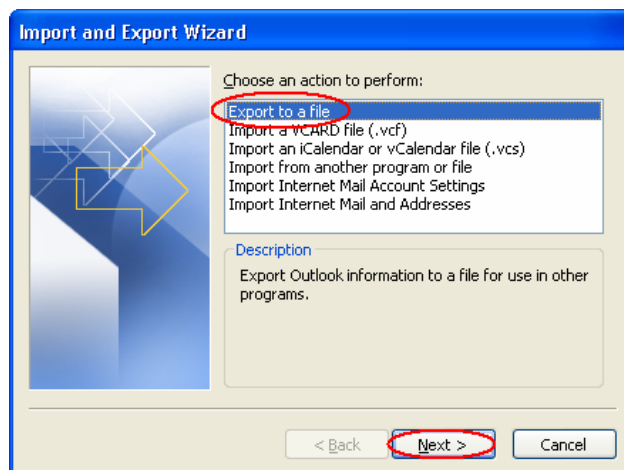 Import and Export Wizard
Choose an action to perform:
Export to a file
Import a VCARD file (.vcf)
Import an iCalendar or vCalendar file (.vcs)
Import from another program or file
Import Internet Mail Account Settings
Import Internet Mail and Addresses
Description
Export Outlook information to a file for use in other
programs.
< Back Next > Cancel